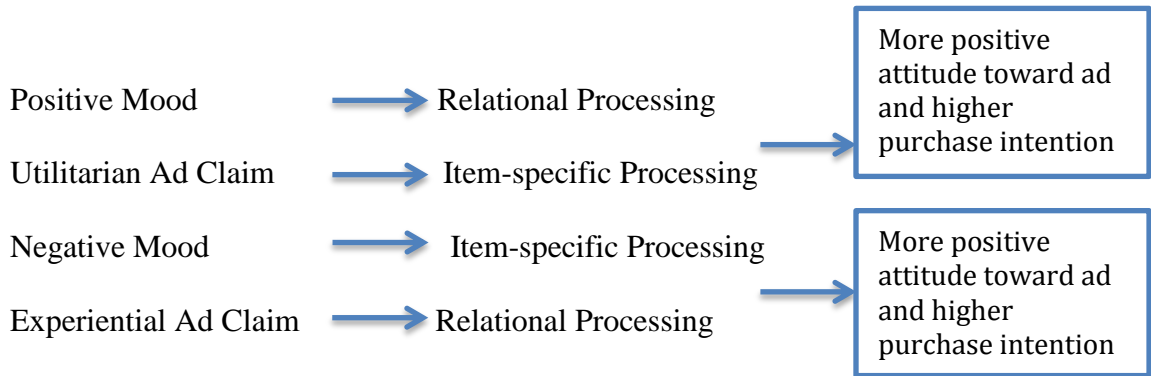 Positive Mood
Relational Processing
Utilitarian Ad Claim
Item-specific Processing
More positive
attitude toward ad
and higher
purchase intention
Negative Mood
Item-specific Processing
Experiential Ad Claim
Relational Processing
More positive
attitude toward ad
and higher
purchase intention